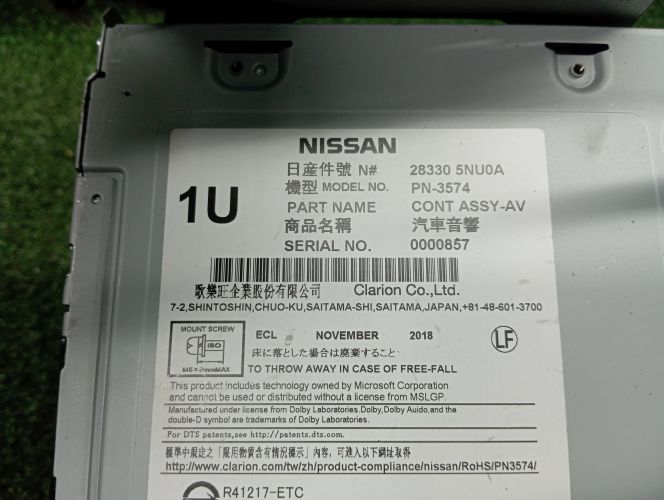 NISSAN
1U
日産件號 N# 28330 5NU0A
機型 MODEL NO. PN-3574
PART NAME CONT ASSY-AV
商品名稱 汽車音響
SERIAL NO. 0000857
歌樂旺企業股份有限公司 Clarion Co.,Ltd.
7-2,SHINTOSHIN,CHUO-KU,SAITAMA-SHI,SAITAMA,JAPAN,+81-48-601-3700
MOUNT SCREW
ISO
ECL NOVEMBER 2018
LF
床に落とした場合は廃棄すること
TO THROW AWAY IN CASE OF FREE-FALL
This product includes technology owned by Microsoft Corporation
and cannot be used or distributed without a license from MSLGP.
Manufactured under license from Dolby Laboratories.Dolby,Dolby Auido,and the
double-D symbol are trademarks of Dolby Laboratories.
For DTS patents,see http://patents.dts.com.
標準中限定之「限用物質含有情況標示」內容，可進入以下網址取得
http://www.clarion.com/tw/zh/product-compliance/nissan/RoHS/PN3574/
R41217-ETC